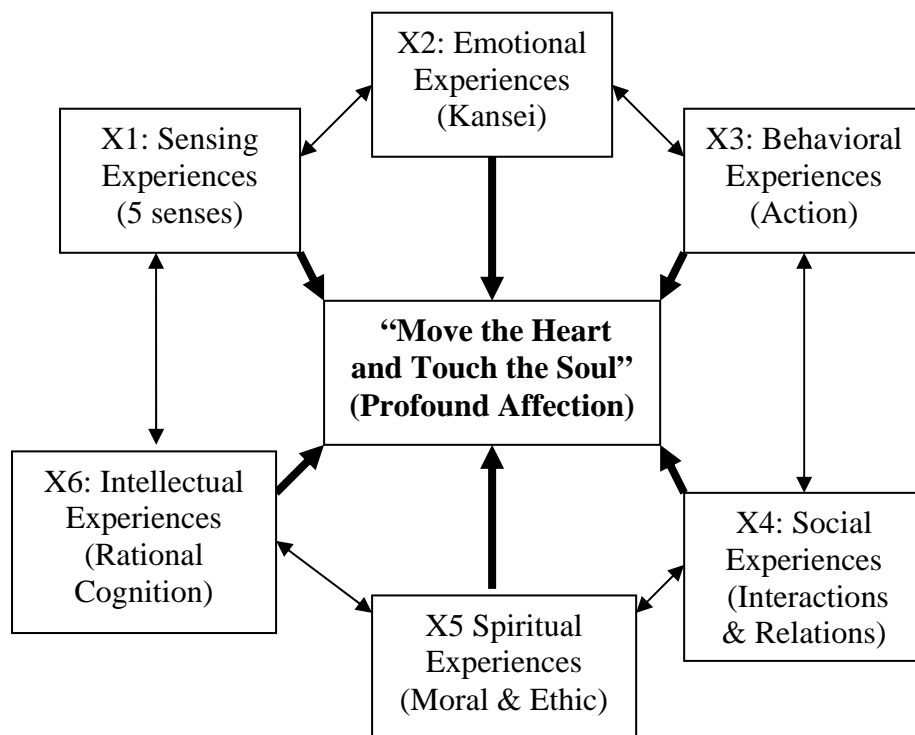 X2: Emotional
Experiences
(Kansei)
X1: Sensing
Experiences
(5 senses)
X3: Behavioral
Experiences
(Action)
“Move the Heart
and Touch the Soul”
(Profound Affection)
X6: Intellectual
Experiences
(Rational
Cognition)
X4: Social
Experiences
(Interactions
& Relations)
X5 Spiritual
Experiences
(Moral & Ethic)